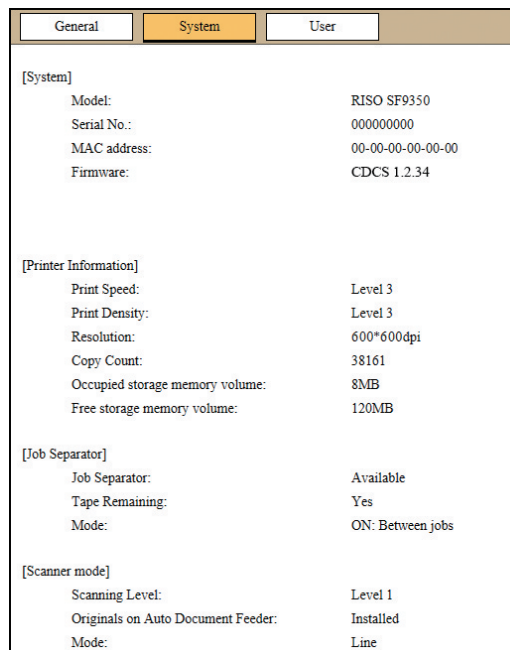 General System User
[System]
Model: RISO SF9350
Serial No.: 000000000
MAC address: 00-00-00-00-00-00
Firmware: CDCS 1.2.34
[Printer Information]
Print Speed: Level 3
Print Density: Level 3
Resolution: 600*600dpi
Copy Count: 38161
Occupied storage memory volume: 8MB
Free storage memory volume: 120MB
[Job Separator]
Job Separator: Available
Tape Remaining: Yes
Mode: ON: Between jobs
[Scanner mode]
Scanning Level: Level 1
Originals on Auto Document Feeder: Installed
Mode: Line